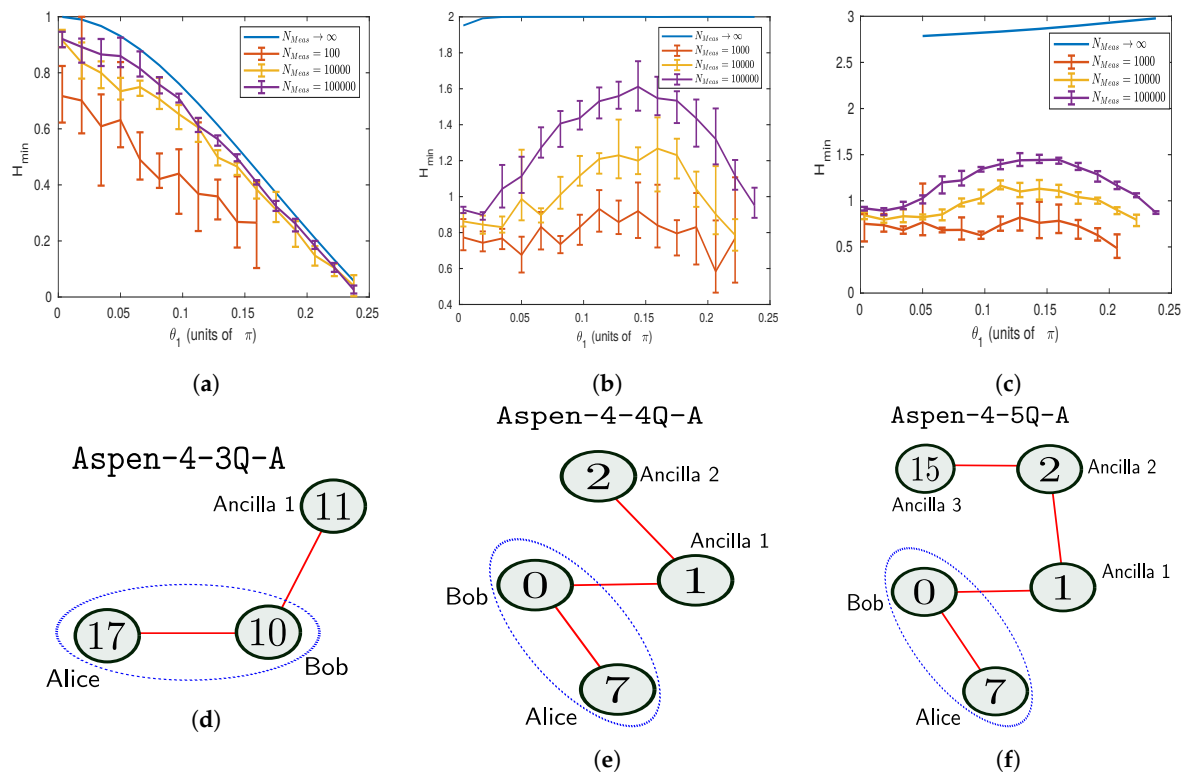 1
0.8
0.6
0.4
0.2
0
H_min
0 0.05 0.1 0.15 0.2 0.25
θ_1 (units of π)
N_Meas → ∞
N_Meas = 100
N_Meas = 10000
N_Meas = 100000
(a)
2
1.8
1.6
1.4
1.2
1
0.8
0.6
0.4
H_min
0 0.05 0.1 0.15 0.2 0.25
θ_1 (units of π)
N_Meas → ∞
N_Meas = 1000
N_Meas = 10000
N_Meas = 100000
(b)
3
2.5
2
1.5
1
0.5
0
H_min
0 0.05 0.1 0.15 0.2 0.25
θ_1 (units of π)
N_Meas → ∞
N_Meas = 1000
N_Meas = 10000
N_Meas = 100000
(c)
Aspen-4-3Q-A
Ancilla 1
11
17
10
Alice
Bob
(d)
Aspen-4-4Q-A
2
Ancilla 2
Ancilla 1
Bob
0
1
7
Alice
(e)
Aspen-4-5Q-A
15
2
Ancilla 2
Ancilla 3
Ancilla 1
Bob
0
1
7
Alice
(f)